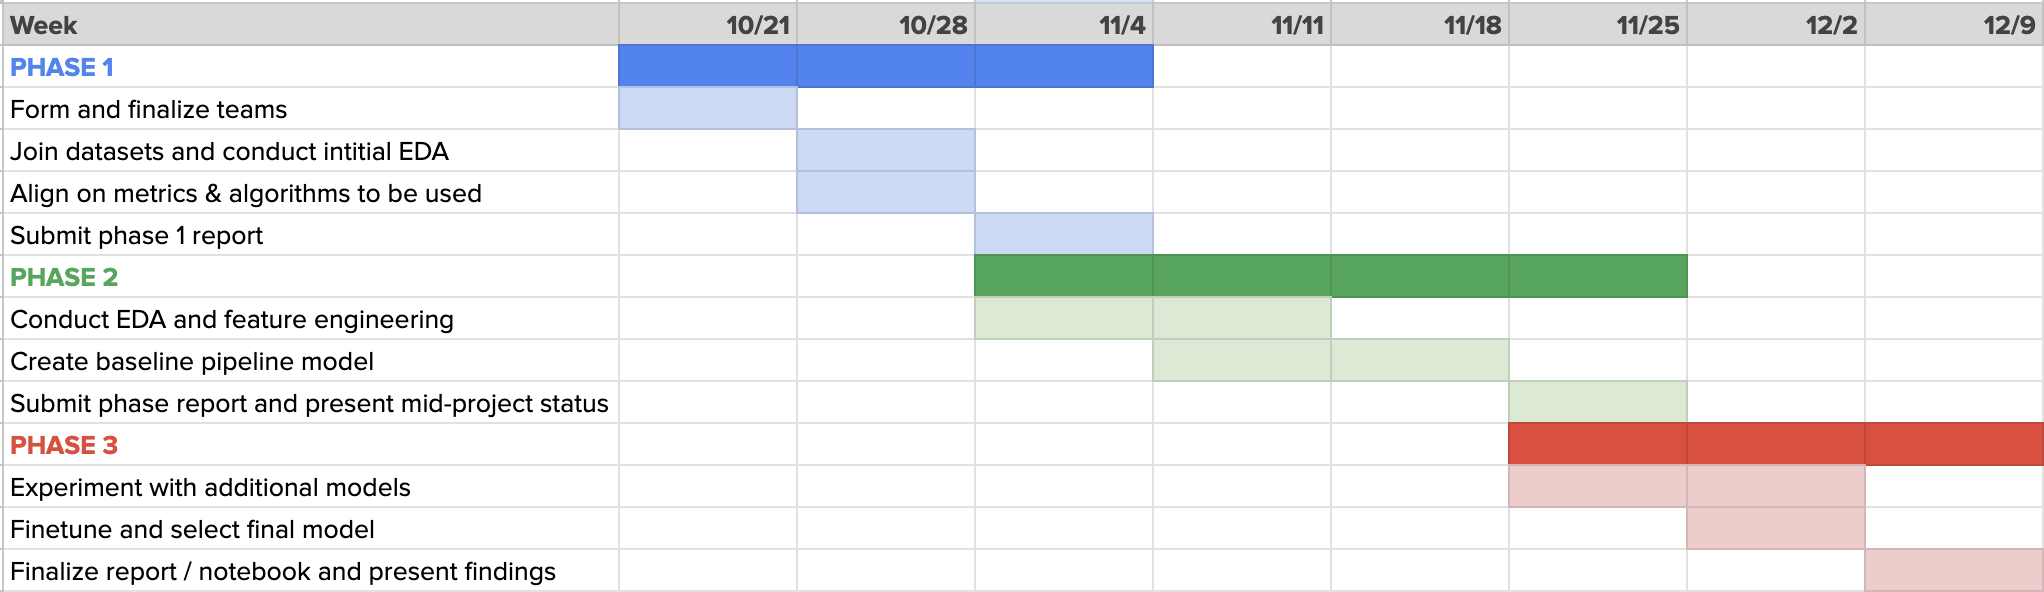 Week 10/21 10/28 11/4 11/11 11/18 11/25 12/2 12/9
PHASE 1
Form and finalize teams
Join datasets and conduct intitial EDA
Align on metrics & algorithms to be used
Submit phase 1 report
PHASE 2
Conduct EDA and feature engineering
Create baseline pipeline model
Submit phase report and present mid-project status
PHASE 3
Experiment with additional models
Finetune and select final model
Finalize report / notebook and present findings